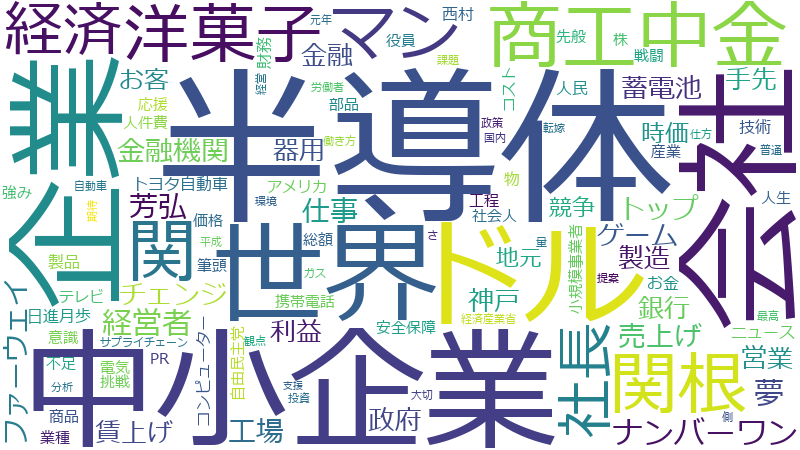 経済
洋菓子
マン
商工中金
元年
役員
西村
先般
株
戦闘
企業
会社
半導体
金融
財務
経営
労働者
課題
コスト
人民
蓄電池
手先
お客
応援
人件費
部品
働き方
政策
国内
転嫁
時価
技術
仕方
金融機関
器用
産業
普通
強み
自動車
トヨタ自動車
アメリカ
物
工程
競争
トップ
期待
芳弘
環境
仕事
社会人
人生
価格
関
世界
ドル
平成
総額
さ
量
小規模事業者
ゲーム
製品
筆頭
ガス
地元
製造
ファーウェイ
テレビ
チェンジ
携帯電話
神戸
提案
お金
日進月歩
経営者
利益
安全保障
経済産業省
銀行
最高
意識
サプライチェーン
コンピューター
自由民主党
観点
社長
売上げ
ニュース
不足
電気
PR
中小企業
関根
営業
挑戦
分析
支援
投資
大切
夢
商品
政府
側
業種
賃上げ
工場
ナンバーワン